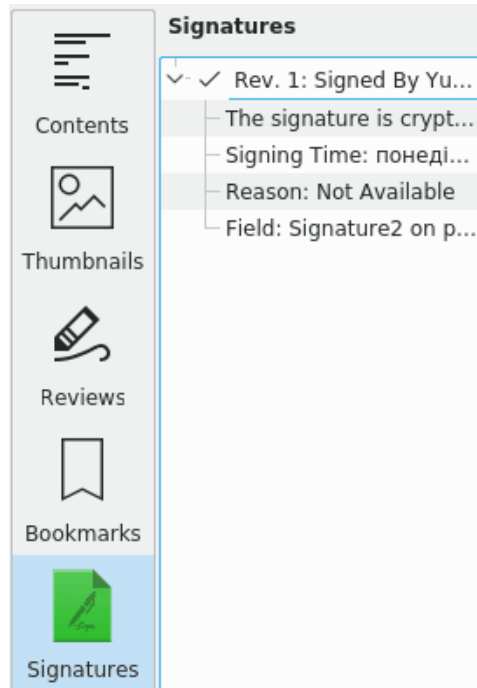 Signatures
Rev. 1: Signed By Yu...
The signature is crypt...
Signing Time: понеді...
Reason: Not Available
Field: Signature2 on p...
Contents
Thumbnails
Reviews
Bookmarks
Signatures